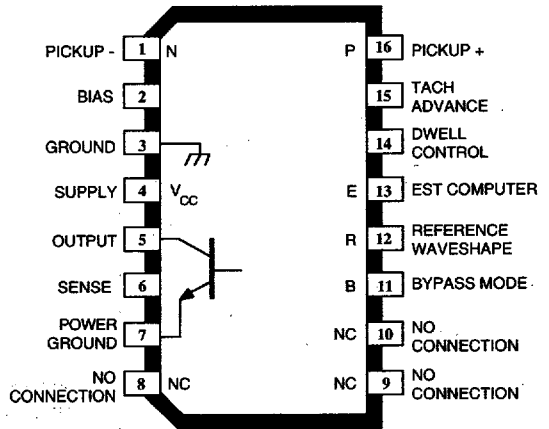 PICKUP - 1 N
P 16 PICKUP +
BIAS 2
15 TACH
ADVANCE
GROUND 3
14 DWELL
CONTROL
SUPPLY 4 VCC
E 13 EST COMPUTER
OUTPUT 5
R 12 REFERENCE
WAVESHAPE
SENSE 6
B 11 BYPASS MODE
POWER
GROUND 7
NC 10 NO
CONNECTION
NO
CONNECTION 8 NC
NC 9 NO
CONNECTION